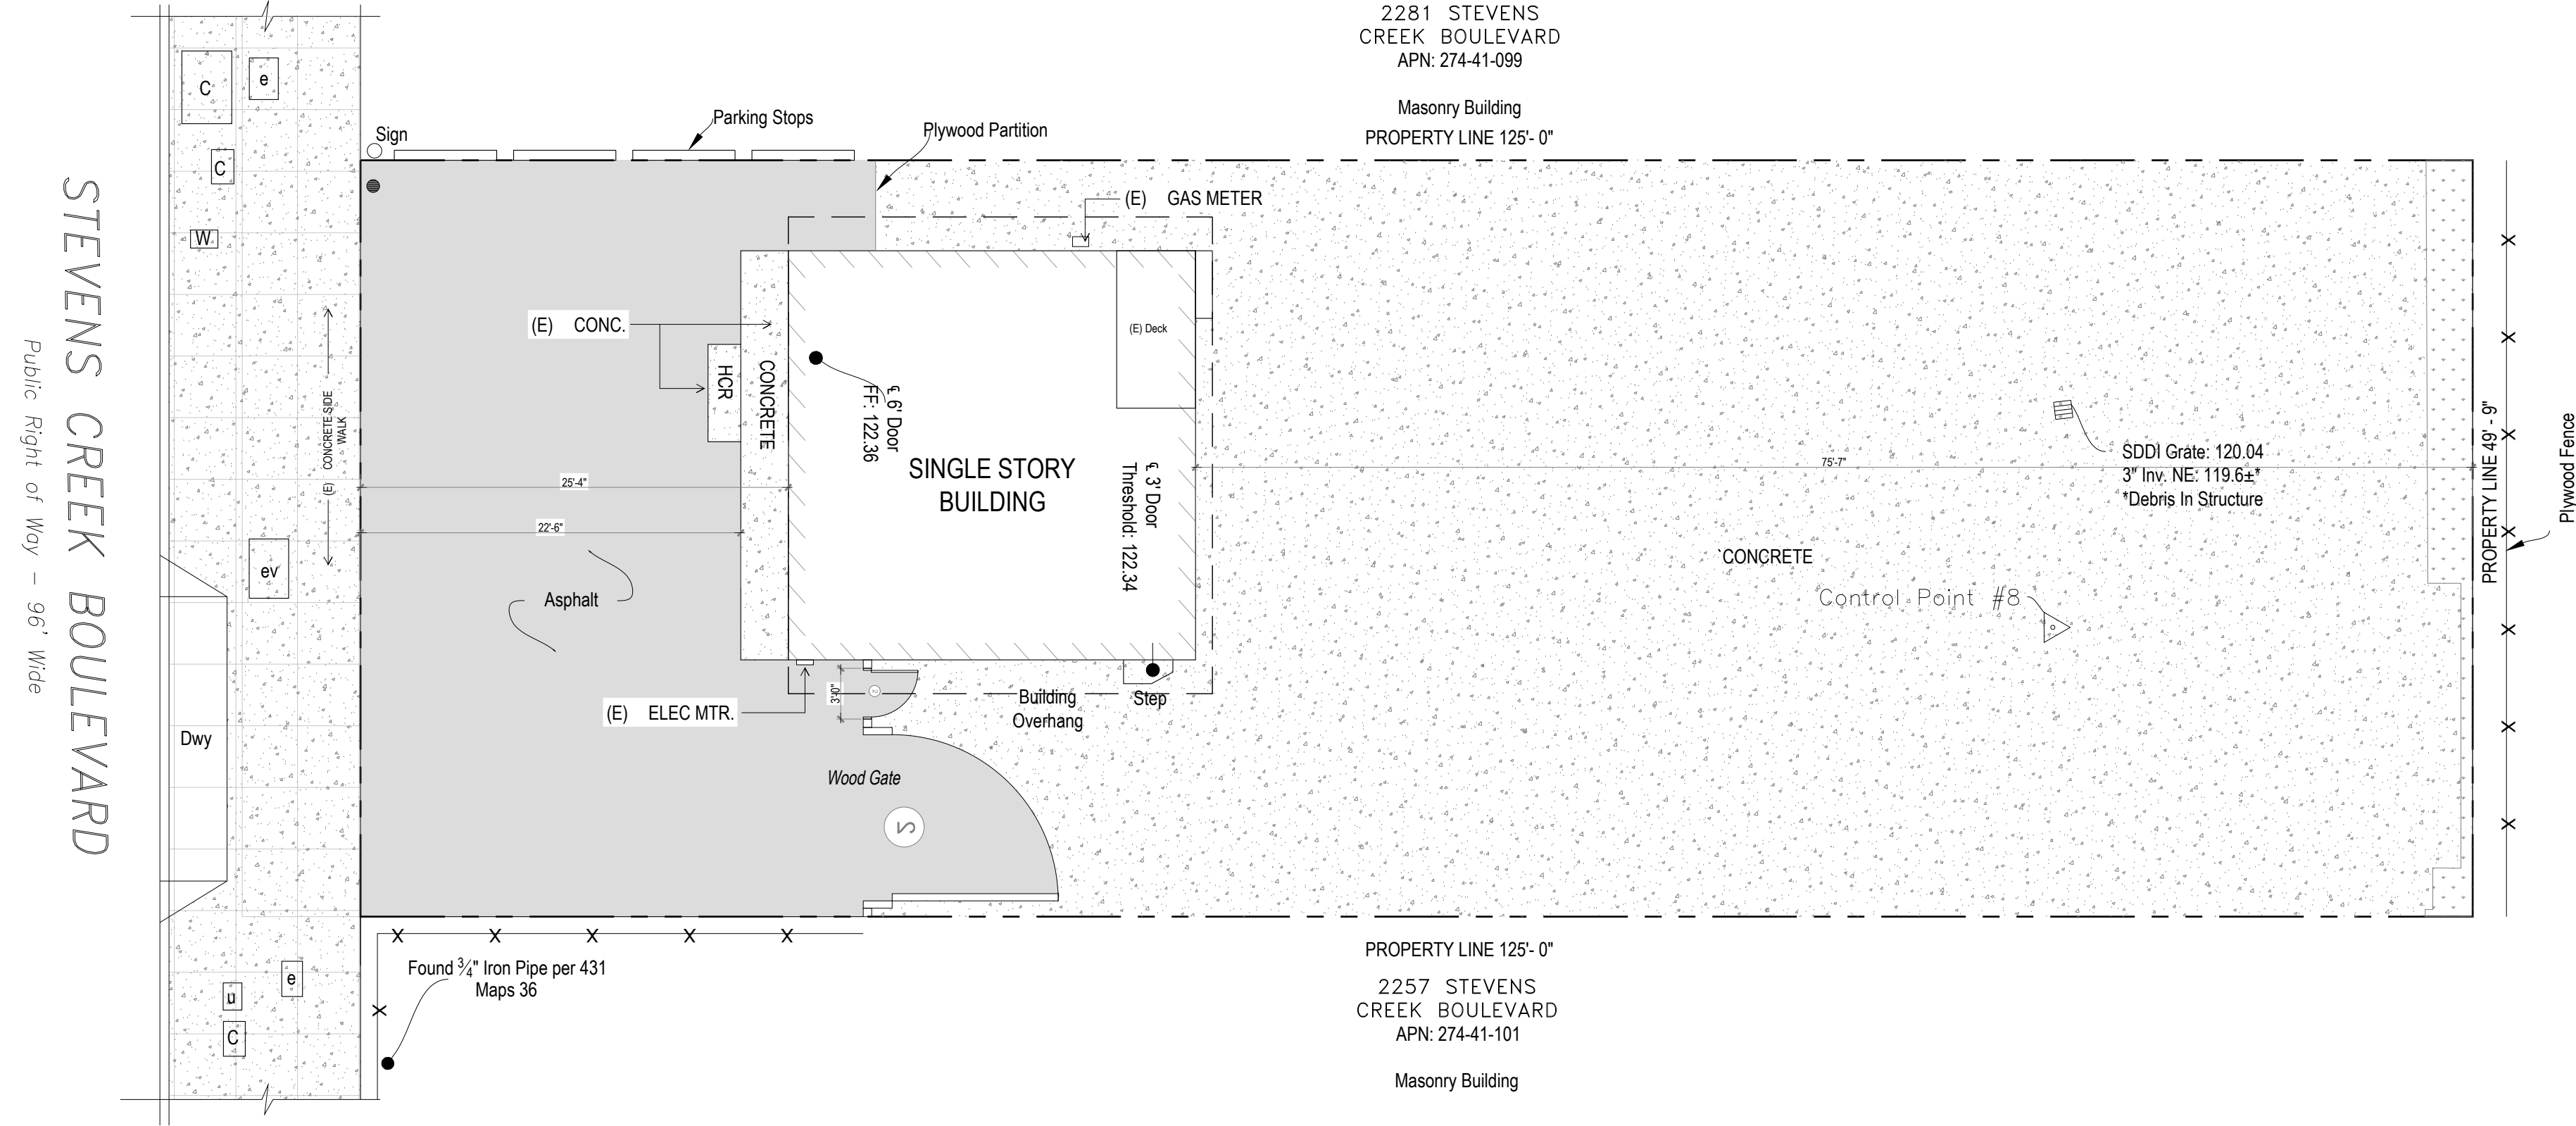 2281 STEVENS
CREEK BOULEVARD
APN: 274-41-099
Masonry Building
PROPERTY LINE 125'- 0"
C
e
Sign
Parking Stops
Plywood Partition
C
(E) GAS METER
W
STEVENS CREEK BOULEVARD
Public Right of Way – 96' Wide
(E) CONCRETE SIDE
WALK
(E) CONC.
HCR
CONCRETE
℄ 6' Door
FF: 122.36
(E) Deck
SINGLE STORY
BUILDING
℄ 3' Door
Threshold: 122.34
25'-4"
22'-6"
75'-7"
SDDI Grate: 120.04
3" Inv. NE: 119.6±*
*Debris In Structure
PROPERTY LINE 49' - 9"
Plywood Fence
`CONCRETE
Control Point #8
ev
Asphalt
3'-0"
2
(E) ELEC MTR.
Building
Overhang
Step
Dwy
Wood Gate
2
X X X X X X X
X X X X X
X
Found ¾" Iron Pipe per 431
Maps 36
e
u
C
PROPERTY LINE 125'- 0"
2257 STEVENS
CREEK BOULEVARD
APN: 274-41-101
Masonry Building